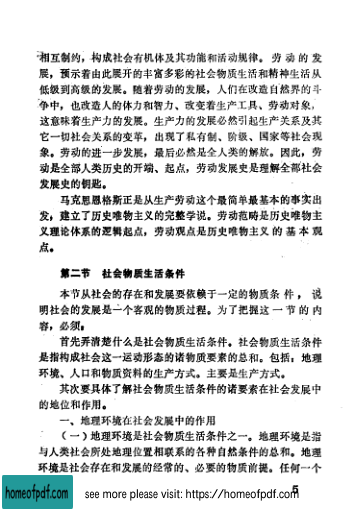 相互制约，构成社会有机体及其功能和活动规律。劳动的发
展，预示着由此展开的丰富多彩的社会物质生活和精神生活从
低级到高级的发展。随着劳动的发展，人们在改造自然界的斗
争中，也改造人的体力和智力、改变着生产工具、劳动对象，
这意味着生产力的发展。生产力的发展必然引起生产关系及其
它一切社会关系的变革，出现了私有制、阶级、国家等社会现
象。劳动的进一步发展，最后必然是全人类的解放。因此，劳
动是全部人类历史的开端、起点，劳动发展史是理解全部社会
发展史的钥匙。
马克思恩格斯正是从生产劳动这个最简单最基本的事实出
发，建立了历史唯物主义的完整学说。劳动范畴是历史唯物主
义理论体系的逻辑起点，劳动观点是历史唯物主义的基本观
点。
第二节 社会物质生活条件
本节从社会的存在和发展要依赖于一定的物质条件，说
明社会的发展是一个客观的物质过程。为了把握这一节的内
容，必须：
首先弄清楚什么是社会物质生活条件。社会物质生活条件
是指构成社会这一运动形态的诸物质要素的总和。包括：地理
环境、人口和物质资料的生产方式。主要是生产方式。
其次要具体了解社会物质生活条件的诸要素在社会发展中
的地位和作用。
一、地理环境在社会发展中的作用
（一）地理环境是社会物质生活条件之一。地理环境是指
与人类社会所处地理位置相联系的各种自然条件的总和。地理
环境是社会存在和发展的经常的、必要的物质前提。任何一个
5
homeofpdf.com see more please visit: https://homeofpdf.com